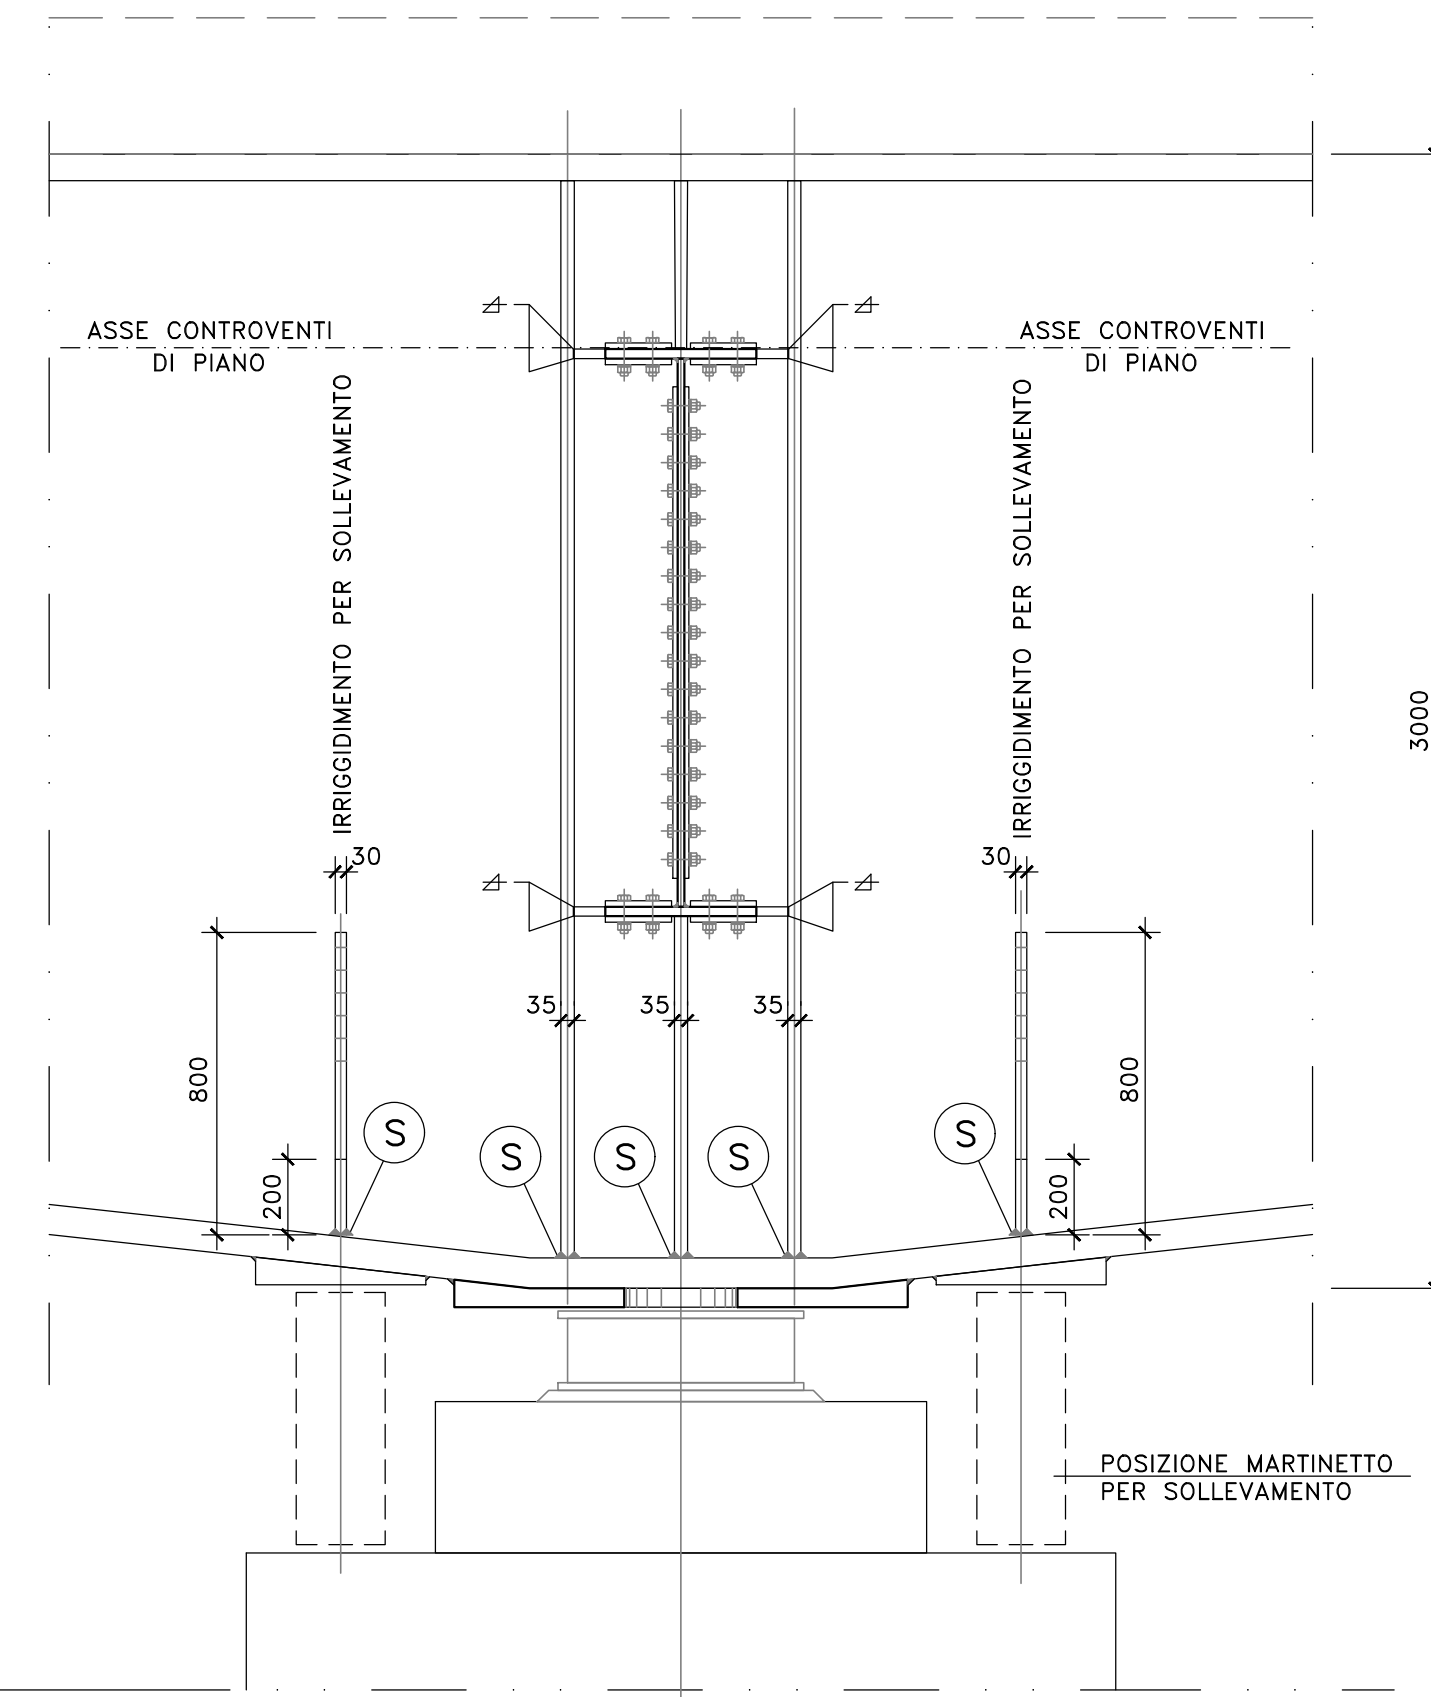 ASSE CONTROVENTI
DI PIANO
ASSE CONTROVENTI
DI PIANO
IRRIGGIDIMENTO PER SOLLEVAMENTO
IRRIGGIDIMENTO PER SOLLEVAMENTO
3000
30
30
35
35
35
800
800
S
S
S
S
S
200
200
POSIZIONE MARTINETTO
PER SOLLEVAMENTO